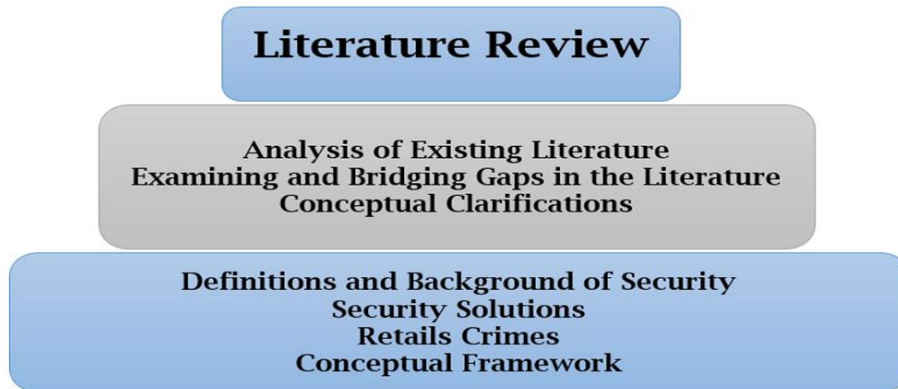 Literature Review
Analysis of Existing Literature
Examining and Bridging Gaps in the Literature
Conceptual Clarifications
Definitions and Background of Security
Security Solutions
Retails Crimes
Conceptual Framework